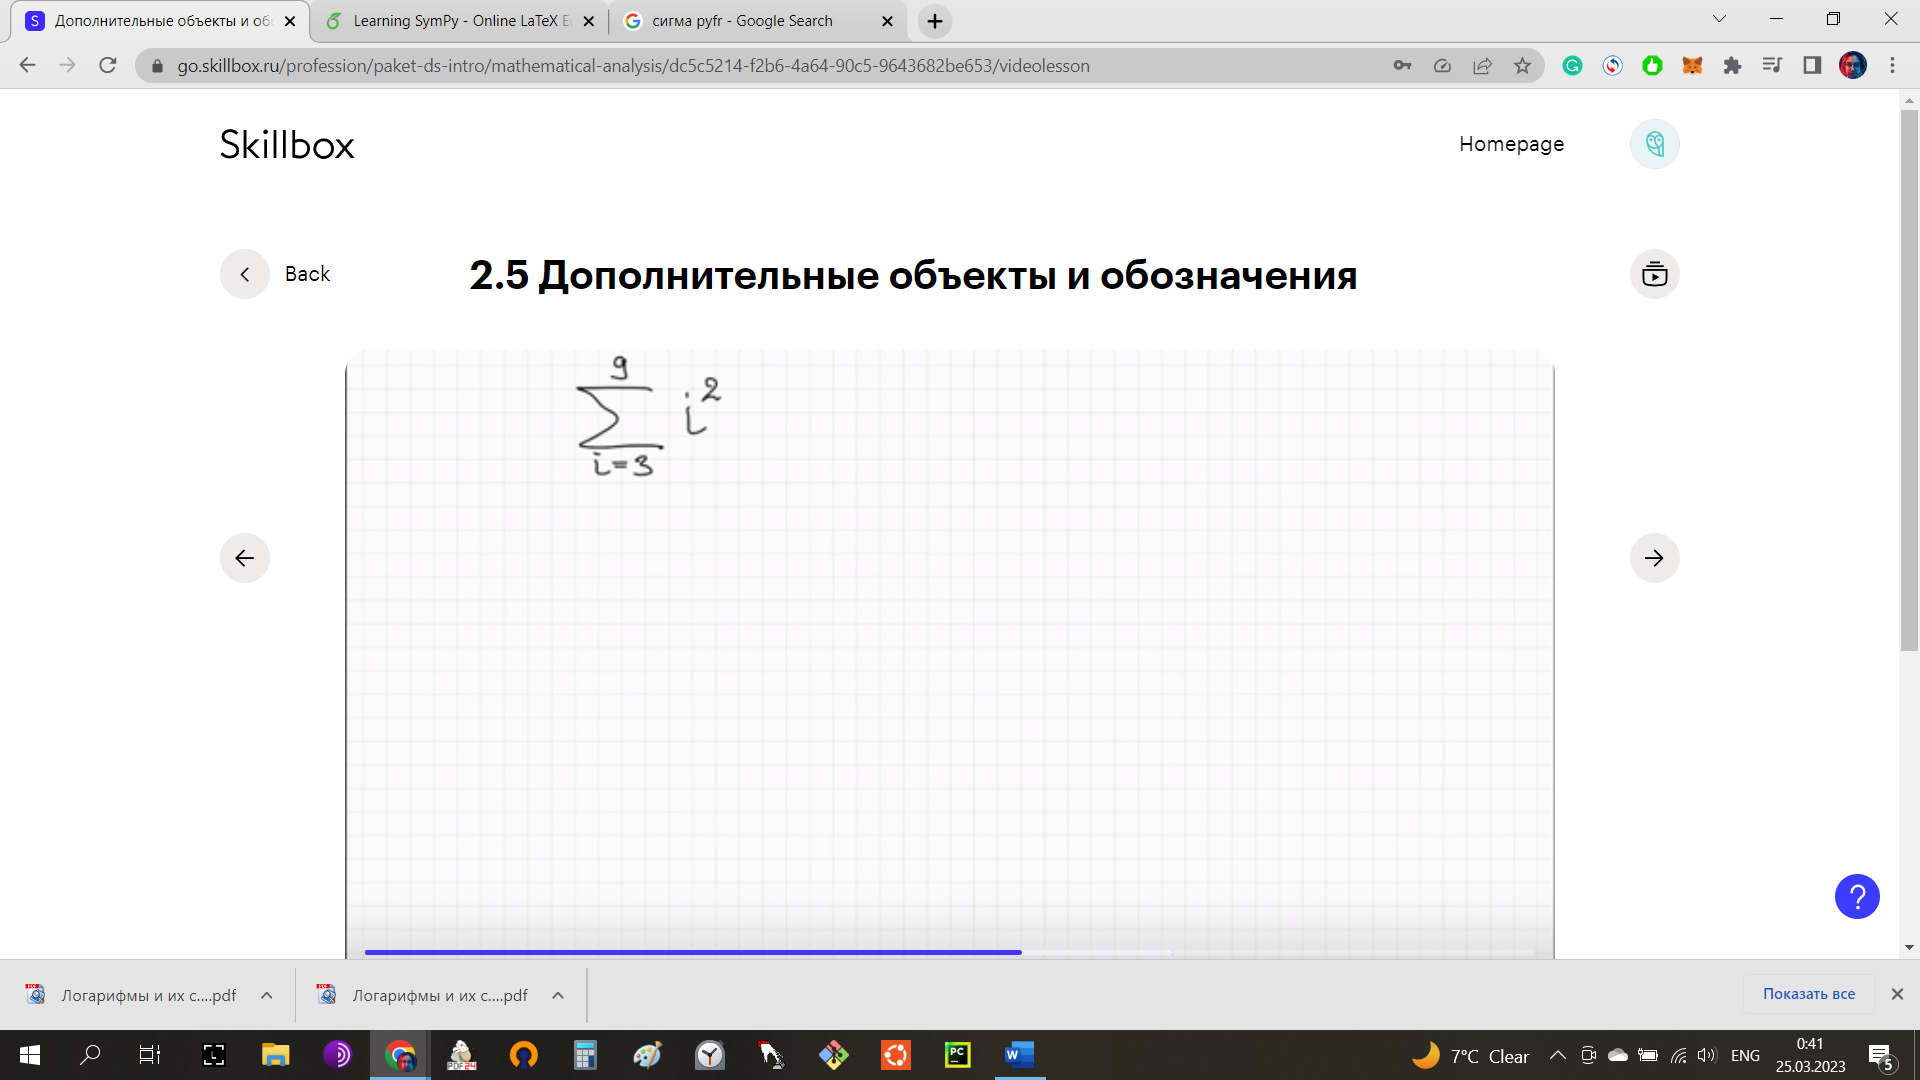 Дополнительные объекты и об
Learning SymPy - Online LaTeX E
сигма pyfr - Google Search
go.skillbox.ru/profession/paket-ds-intro/mathematical-analysis/dc5c5214-f2b6-4a64-90c5-9643682be653/videolesson
Skillbox
Homepage
Back
2.5 Дополнительные объекты и обозначения
9
∑ i²
i=3
?
Логарифмы и их с....pdf
Логарифмы и их с....pdf
Показать все
7°C Clear
ENG
0:41
25.03.2023
5